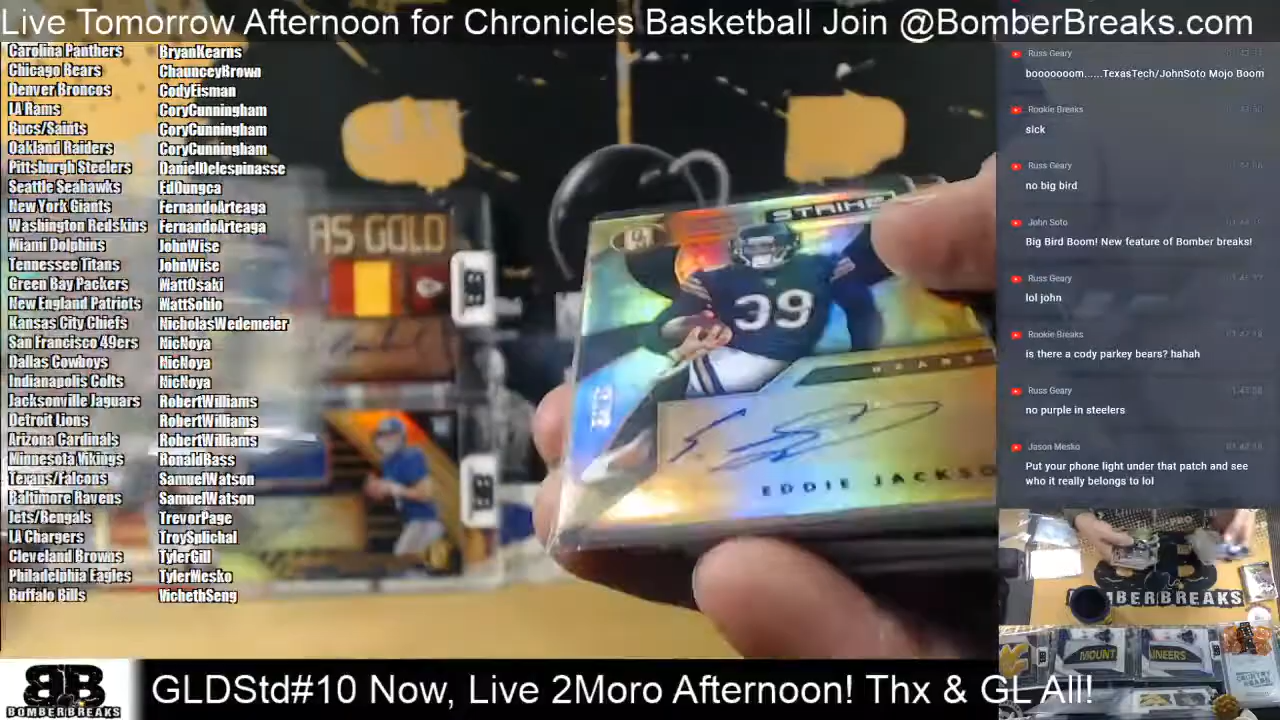 Live Tomorrow Afternoon for Chronicles Basketball Join @BomberBreaks.com
Carolina Panthers BryanKearns
Chicago Bears ChaunceyBrown
Denver Broncos CodyEisman
LA Rams CoryCunningham
Bucs/Saints CoryCunningham
Oakland Raiders CoryCunningham
Pittsburgh Steelers DanielDelespinasse
Seattle Seahawks EdDungca
New York Giants FernandoArteaga
Washington Redskins FernandoArteaga
Miami Dolphins JohnWise
Tennessee Titans JohnWise
Green Bay Packers MattOsaki
New England Patriots MattSohlo
Kansas City Chiefs NicholasWedemeier
San Francisco 49ers NicNoya
Dallas Cowboys NicNoya
Indianapolis Colts NicNoya
Jacksonville Jaguars RobertWilliams
Detroit Lions RobertWilliams
Arizona Cardinals RobertWilliams
Minnesota Vikings RonaldBass
Texans/Falcons SamuelWatson
Baltimore Ravens SamuelWatson
Jets/Bengals TrevorPage
LA Chargers TroySplichal
Cleveland Browns TylerGill
Philadelphia Eagles TylerMesko
Buffalo Bills VichethSeng
AS GOLD
STRIKE
39
BEARS
EDDIE JACKSO
Russ Geary
booooooom......TexasTech/JohnSoto Mojo Boom
Rookie Breaks
sick
Russ Geary
no big bird
John Soto
Big Bird Boom! New feature of Bomber breaks!
Russ Geary
lol john
Rookie Breaks
is there a cody parkey bears? hahah
Russ Geary
no purple in steelers
Jason Mesko
Put your phone light under that patch and see
who it really belongs to lol
BOMBERBREAKS
MOUNT
AINEERS
BB
BOMBERBREAKS
GLDStd#10 Now, Live 2Moro Afternoon! Thx & GL All!